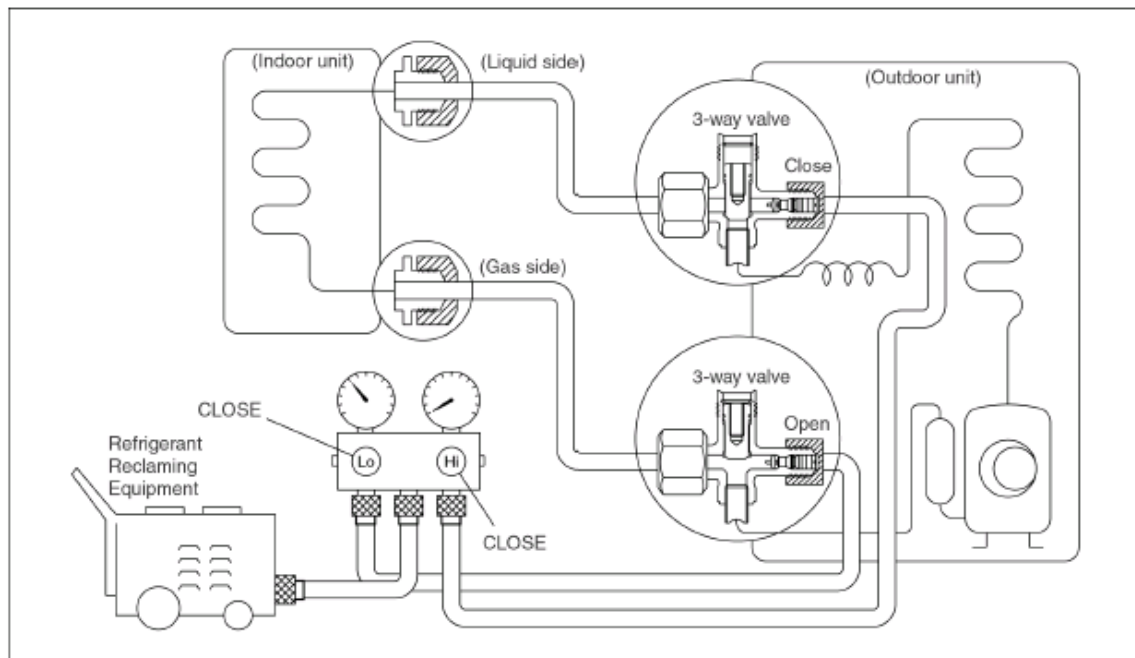 (Indoor unit)
(Liquid side)
(Outdoor unit)
3-way valve
Close
(Gas side)
3-way valve
Open
CLOSE
Refrigerant
Reclaming
Equipment
Lo
Hi
CLOSE